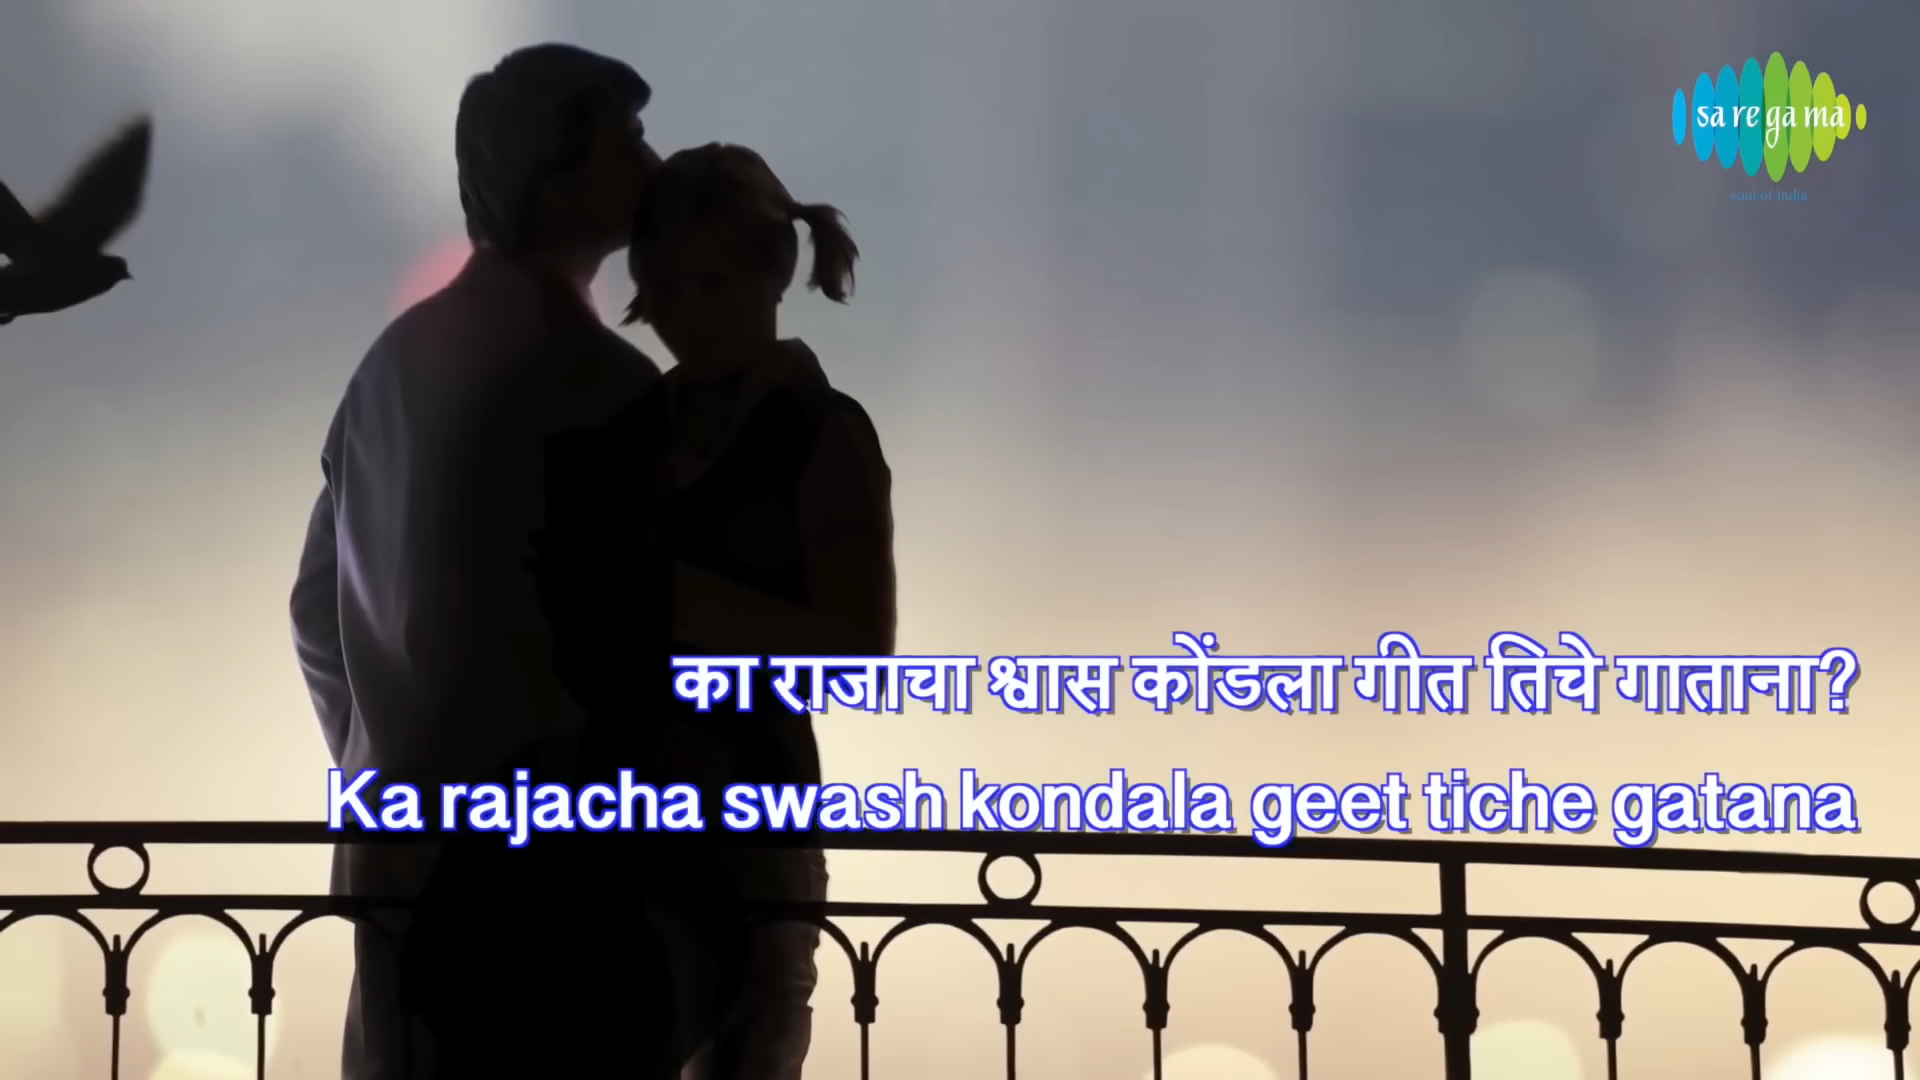 sa re ga ma
soul of India
का राजाचा श्वास कोंडला गीत तिचे गाताना?
Ka rajacha swash kondala geet tiche gatana